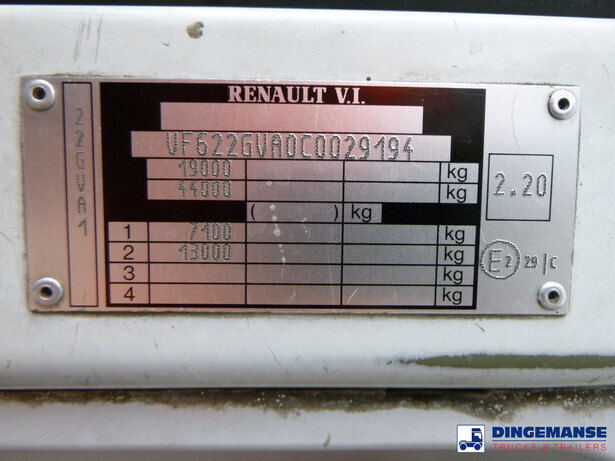 RENAULT V.I.
VF622GVA0C0029194
19000 kg
44000 kg
( ) kg
1 7100 kg
2 13000 kg
3 kg
4 kg
22GVA1
2.20
E2 29/C
DINGEMANSE
TRUCKS & TRAILERS